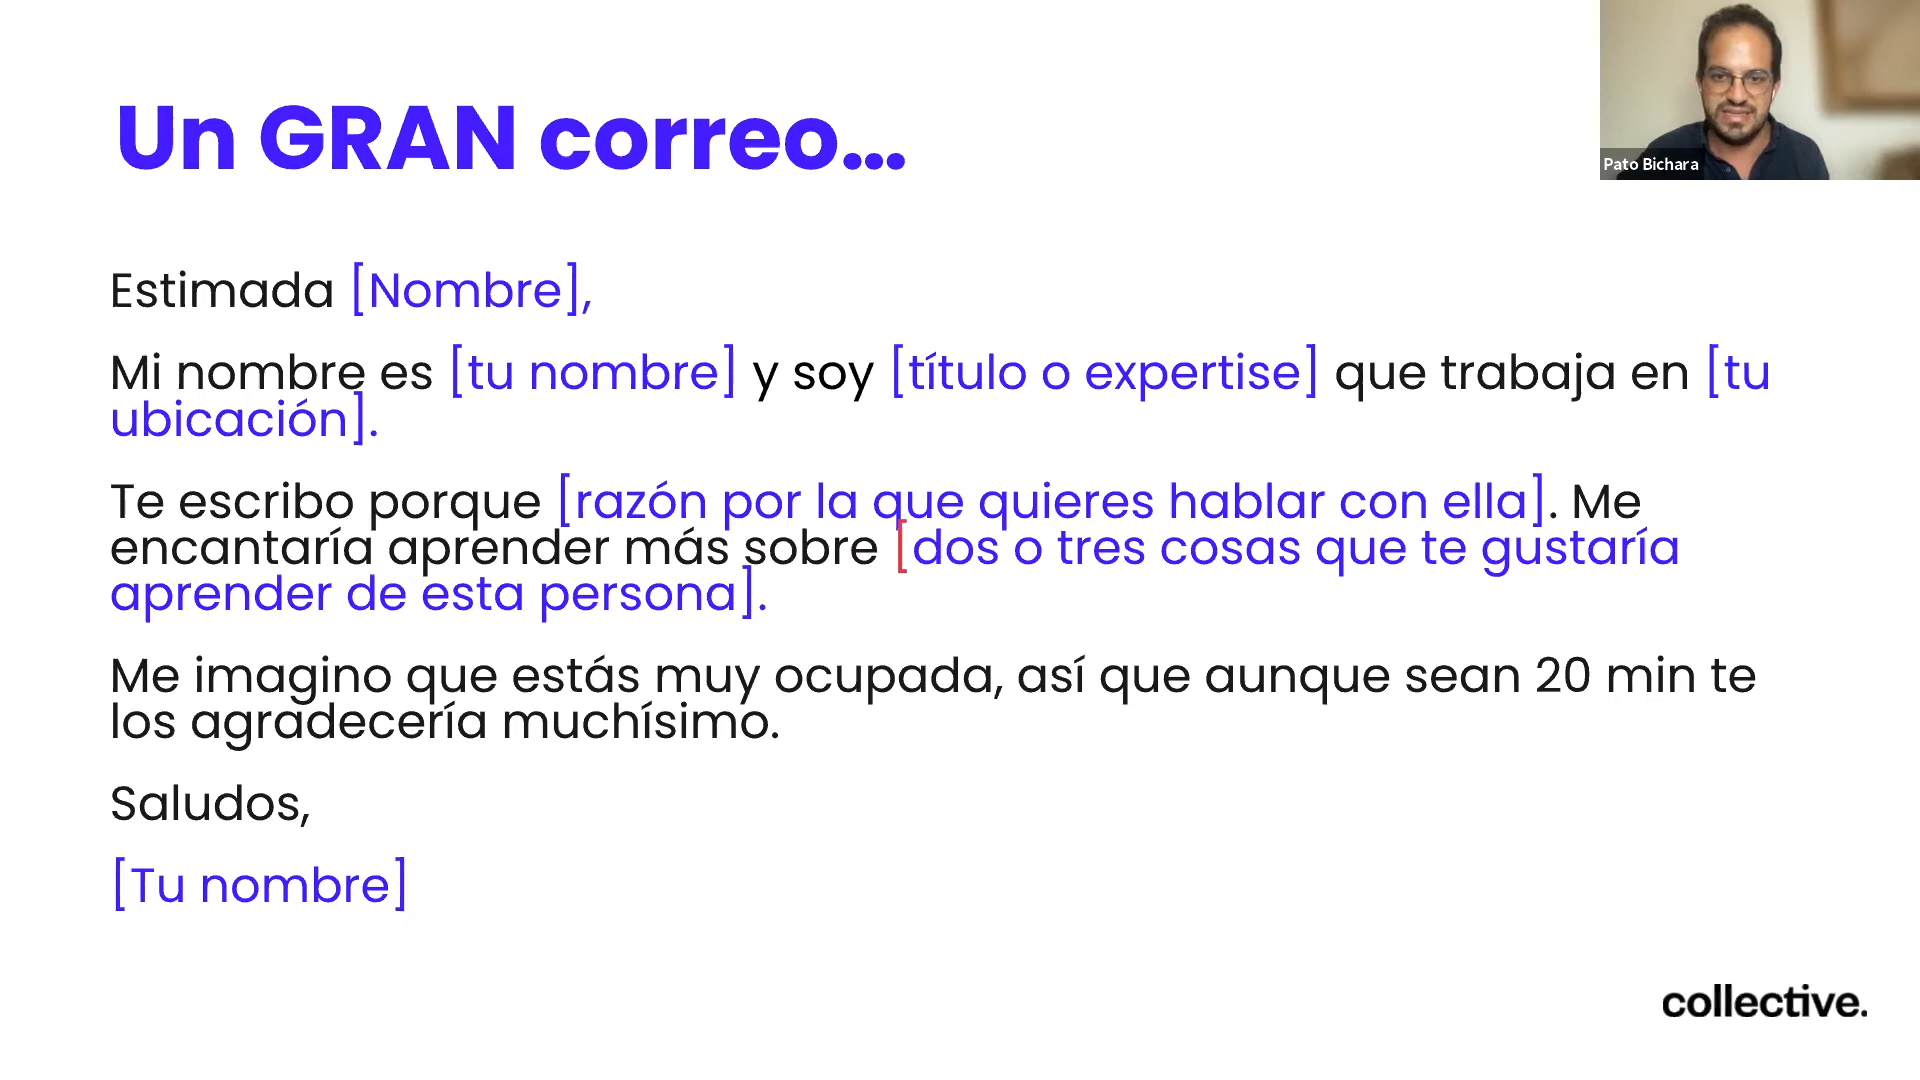 Un GRAN correo...
Pato Bichara
Estimada [Nombre],
Mi nombre es [tu nombre] y soy [título o expertise] que trabaja en [tu
ubicación].
Te escribo porque [razón por la que quieres hablar con ella]. Me
encantaría aprender más sobre [dos o tres cosas que te gustaría
aprender de esta persona].
Me imagino que estás muy ocupada, así que aunque sean 20 min te
los agradecería muchísimo.
Saludos,
[Tu nombre]
collective.